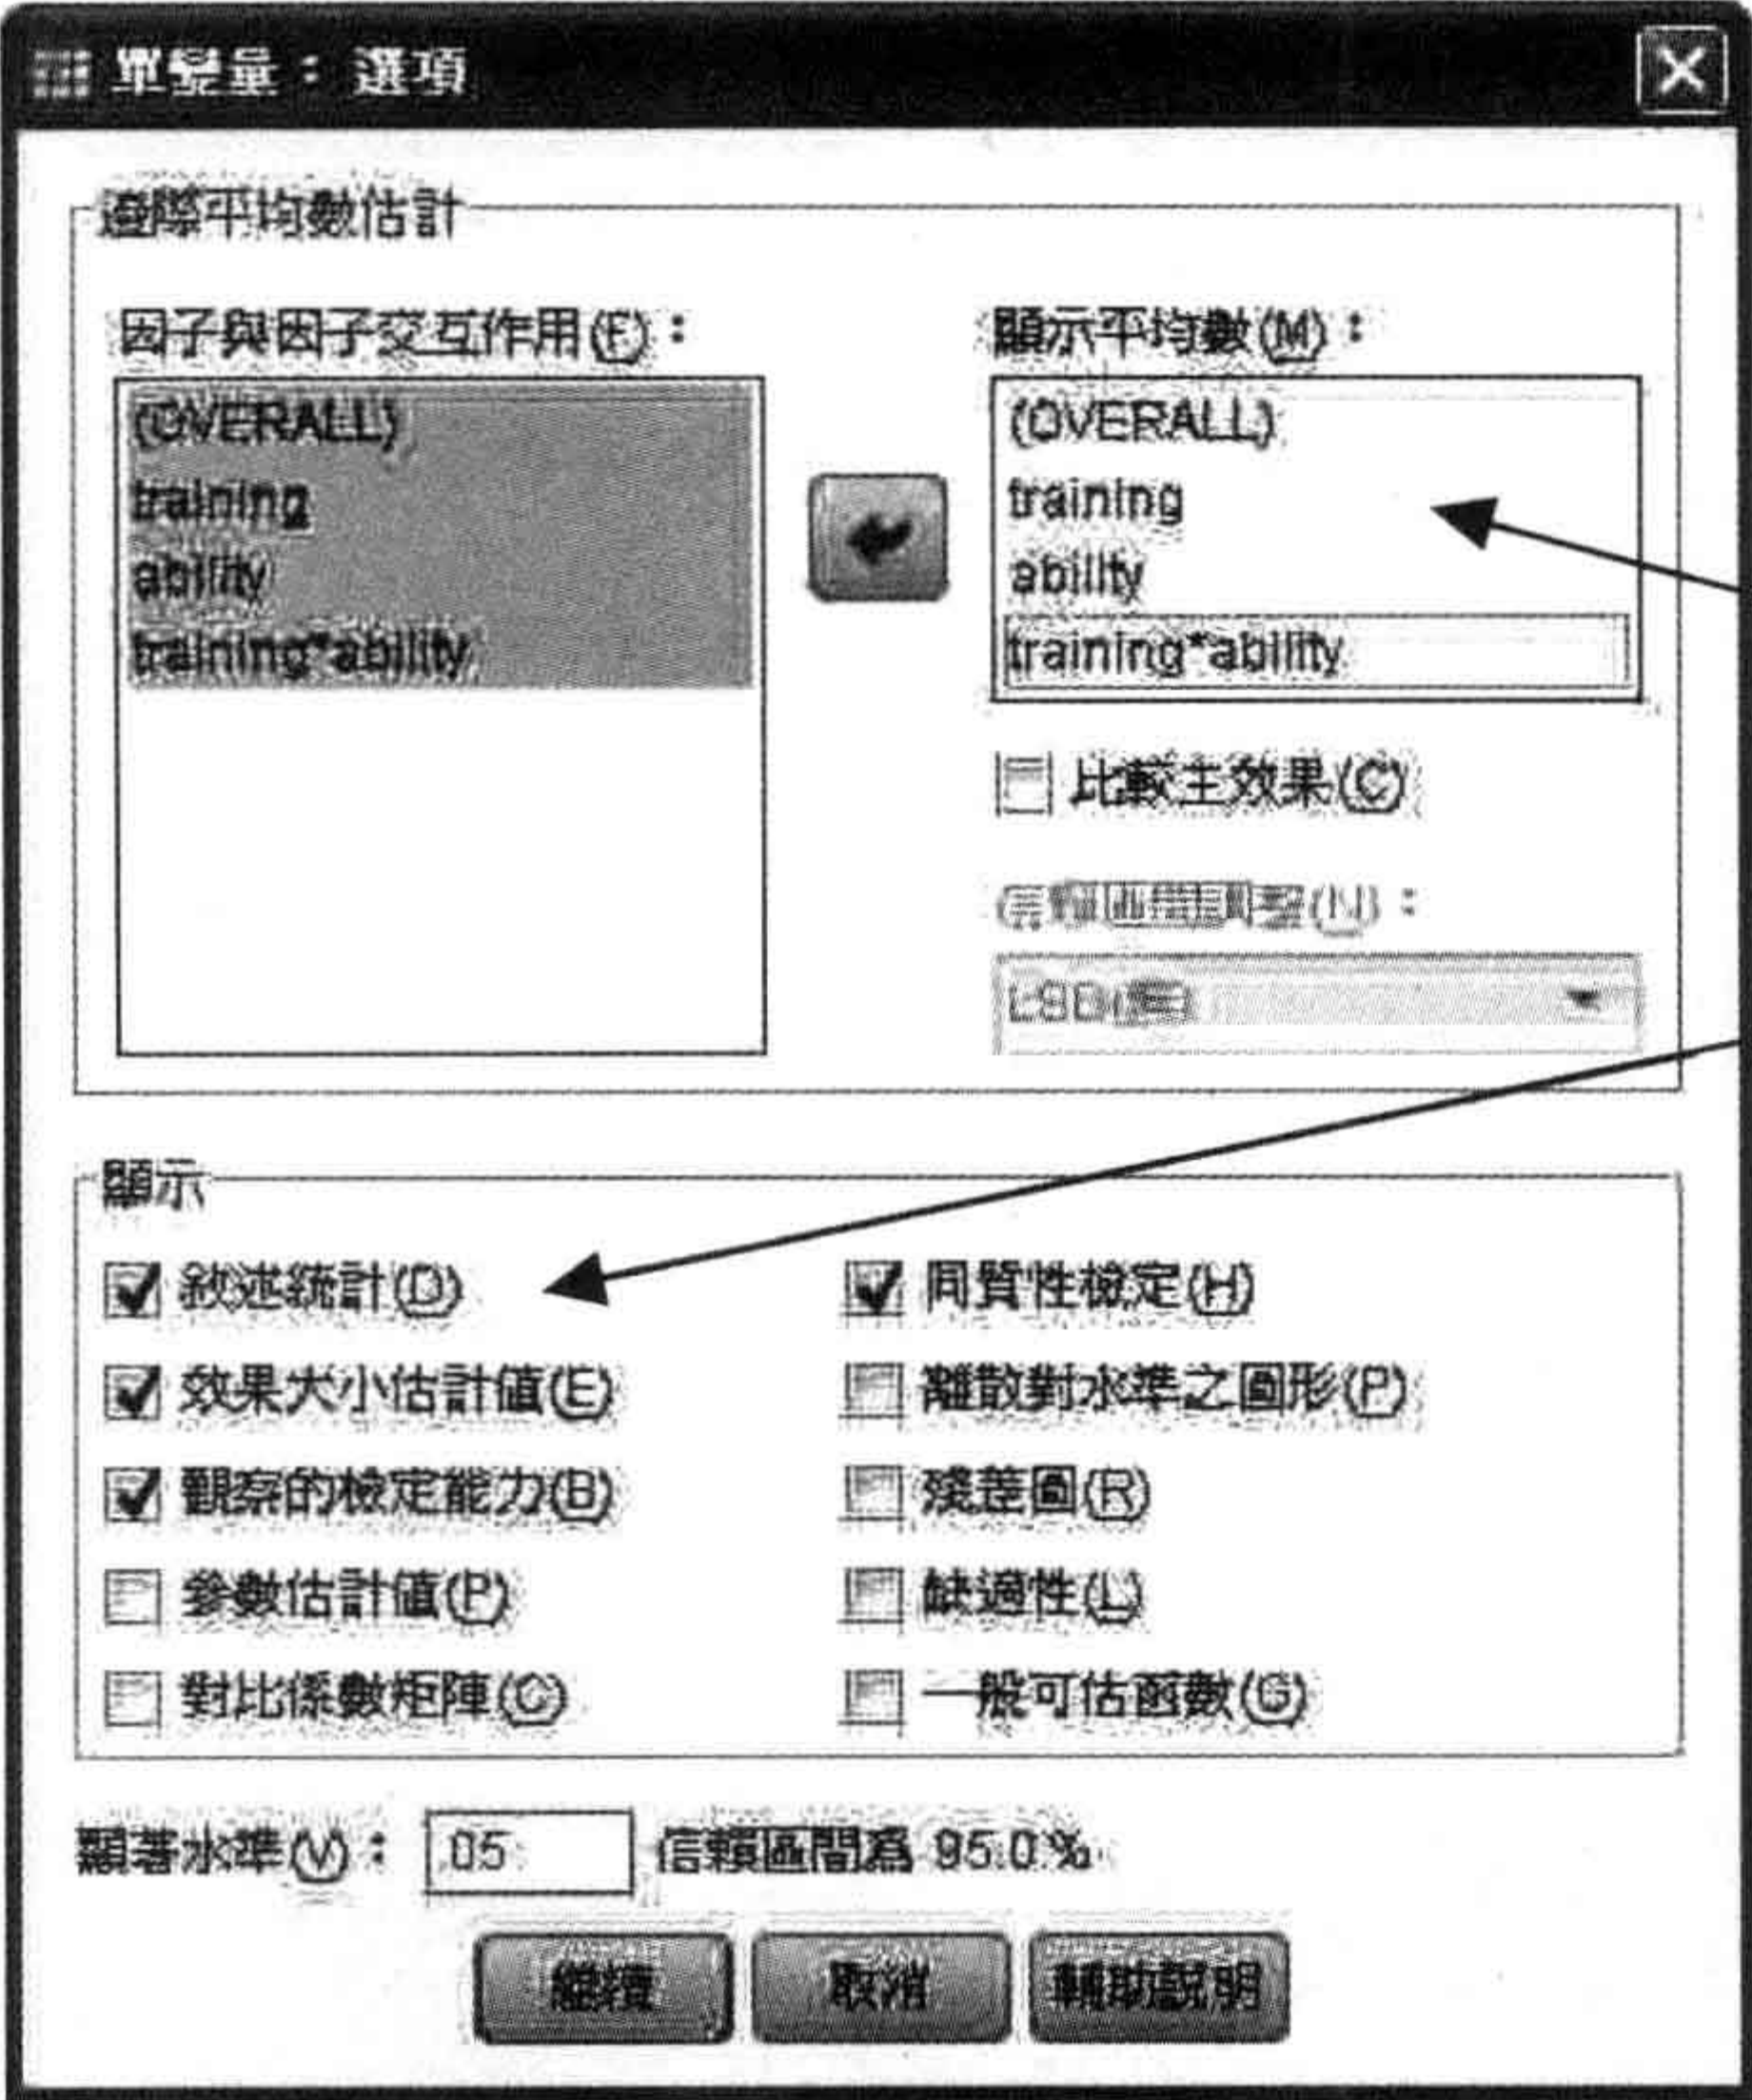 單變量：選項
邊際平均數估計
因子與因子交互作用(F)：
(OVERALL)
training
ability
training*ability
顯示平均數(M)：
(OVERALL)
training
ability
training*ability
比較主效果(C)
信賴區間調整(N)：
LSD(無)
顯示
敘述統計(D)
同質性檢定(H)
效果大小估計值(E)
離散對水準之圖形(P)
觀察的檢定能力(B)
殘差圖(R)
參數估計值(P)
缺適性(L)
對比係數矩陣(O)
一般可估函數(G)
顯著水準(V)：
.05
信賴區間為 95.0 %
繼續
取消
輔助說明